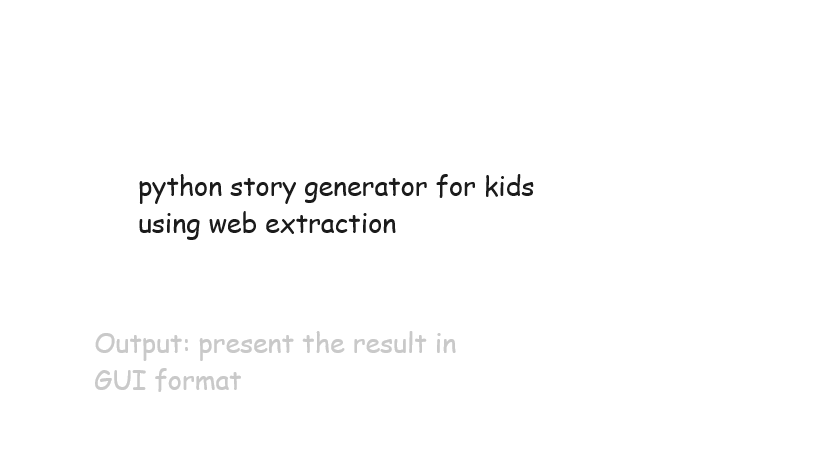 python story generator for kids
using web extraction
Output: present the result in
GUI format